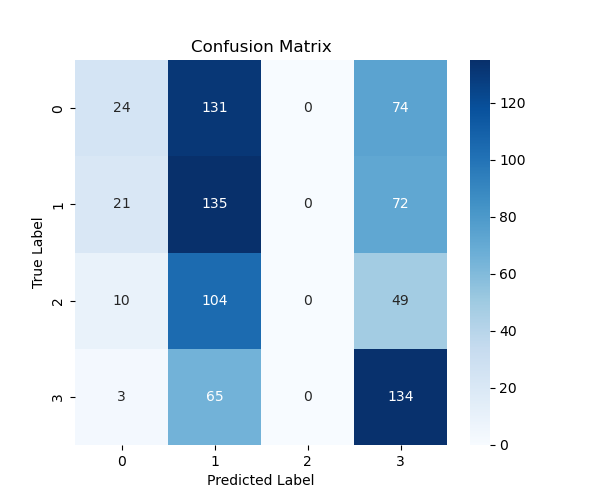 Confusion Matrix
0 24 131 0 74
1 21 135 0 72
2 10 104 0 49
3 3 65 0 134
0 1 2 3
True Label
Predicted Label
120
100
80
60
40
20
0